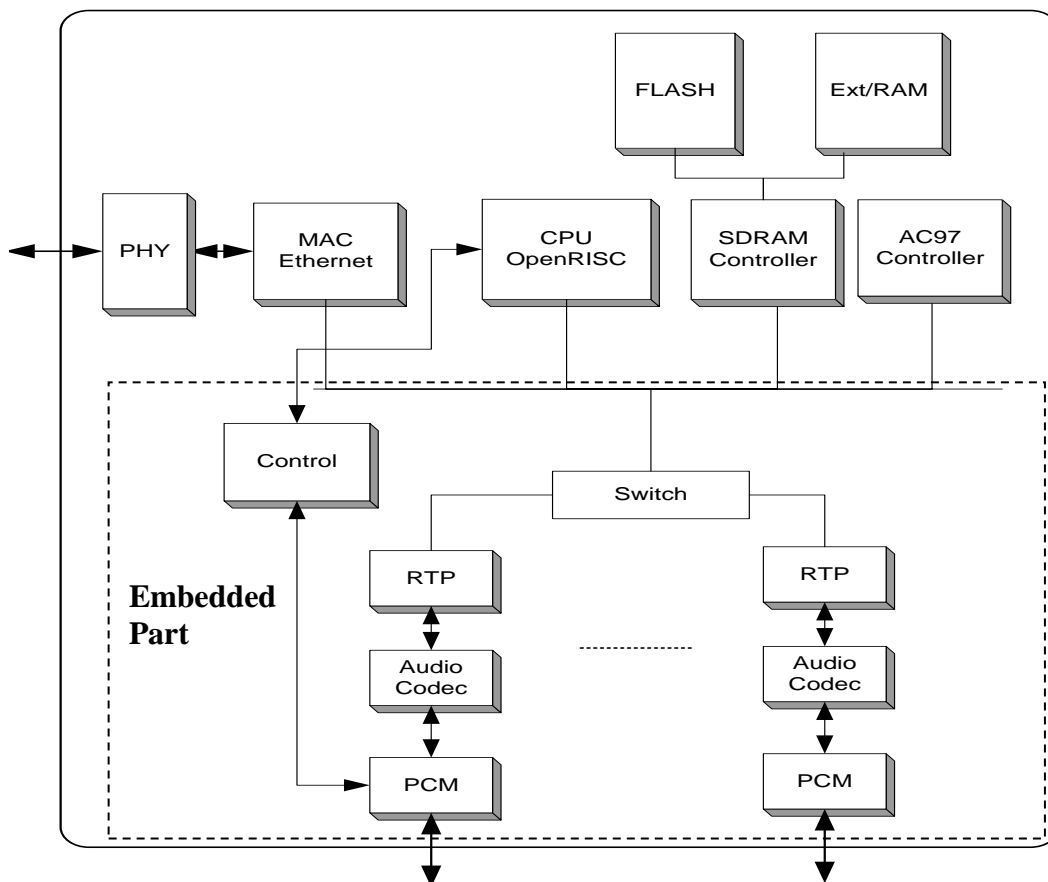 FLASH
Ext/RAM
PHY
MAC
Ethernet
CPU
OpenRISC
SDRAM
Controller
AC97
Controller
Control
Switch
RTP
RTP
Embedded
Part
Audio
Codec
Audio
Codec
PCM
PCM